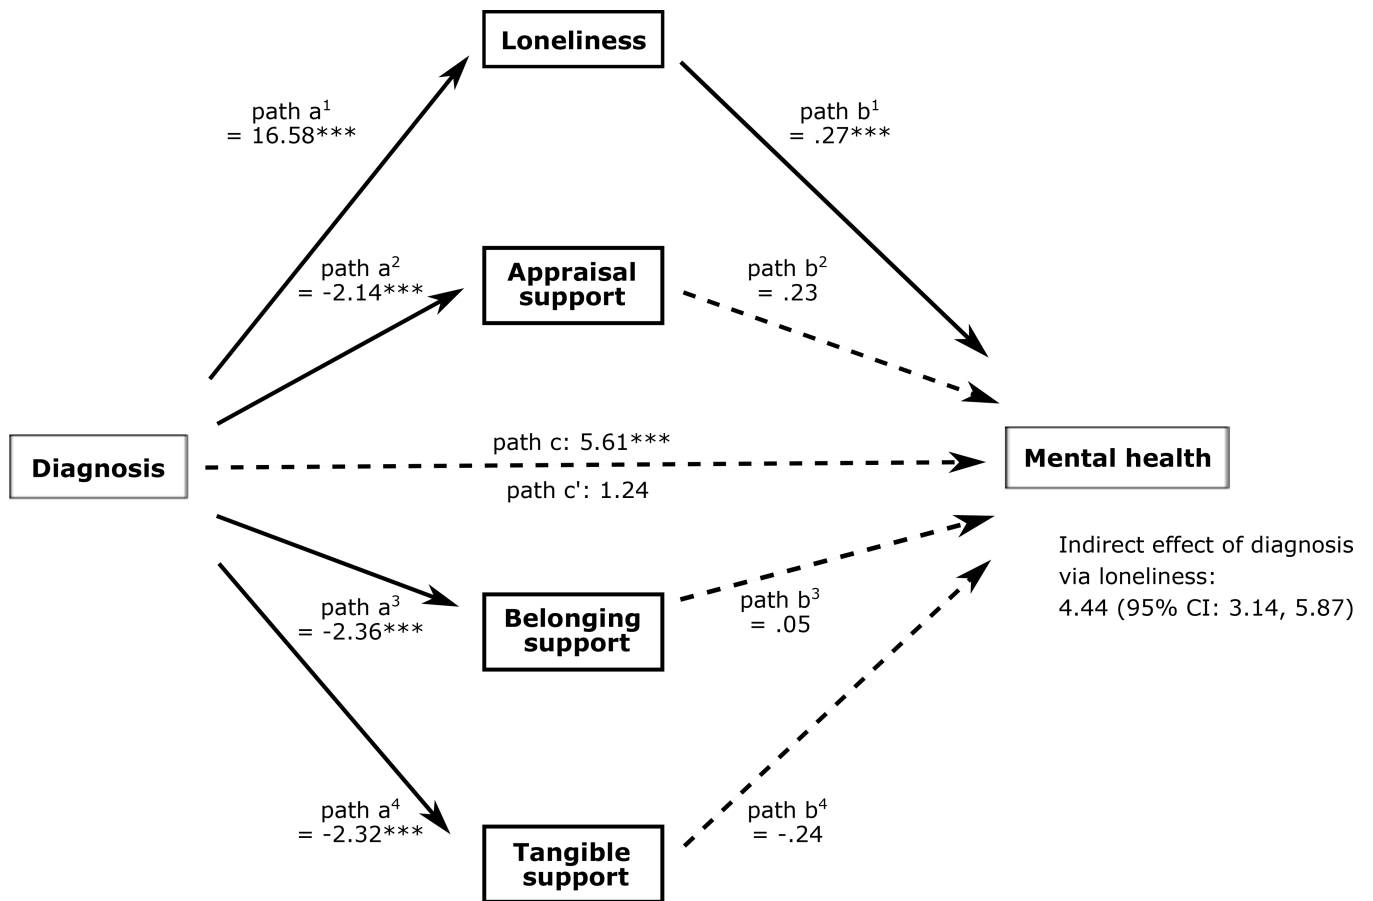 Loneliness
path a¹
= 16.58***
path b¹
= .27***
path a²
= -2.14***
Appraisal
support
path b²
= .23
Diagnosis
path c: 5.61***
path c': 1.24
Mental health
Indirect effect of diagnosis
via loneliness:
4.44 (95% CI: 3.14, 5.87)
path a³
= -2.36***
Belonging
support
path b³
= .05
path a⁴
= -2.32***
Tangible
support
path b⁴
= -.24